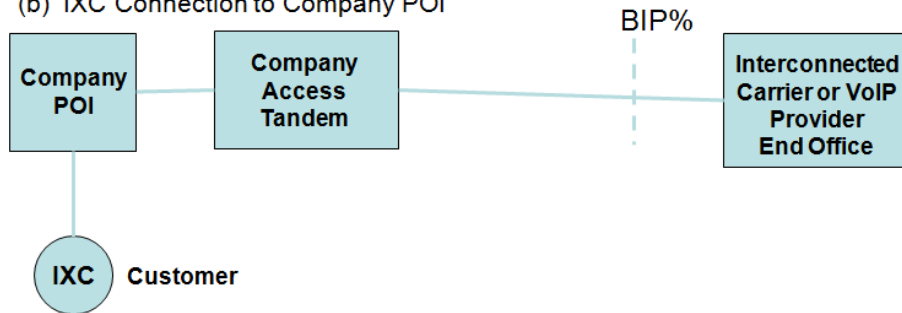 (b) IXC Connection to Company POI
BIP%
Company
POI
Company
Access
Tandem
Interconnected
Carrier or VoIP
Provider
End Office
IXC
Customer